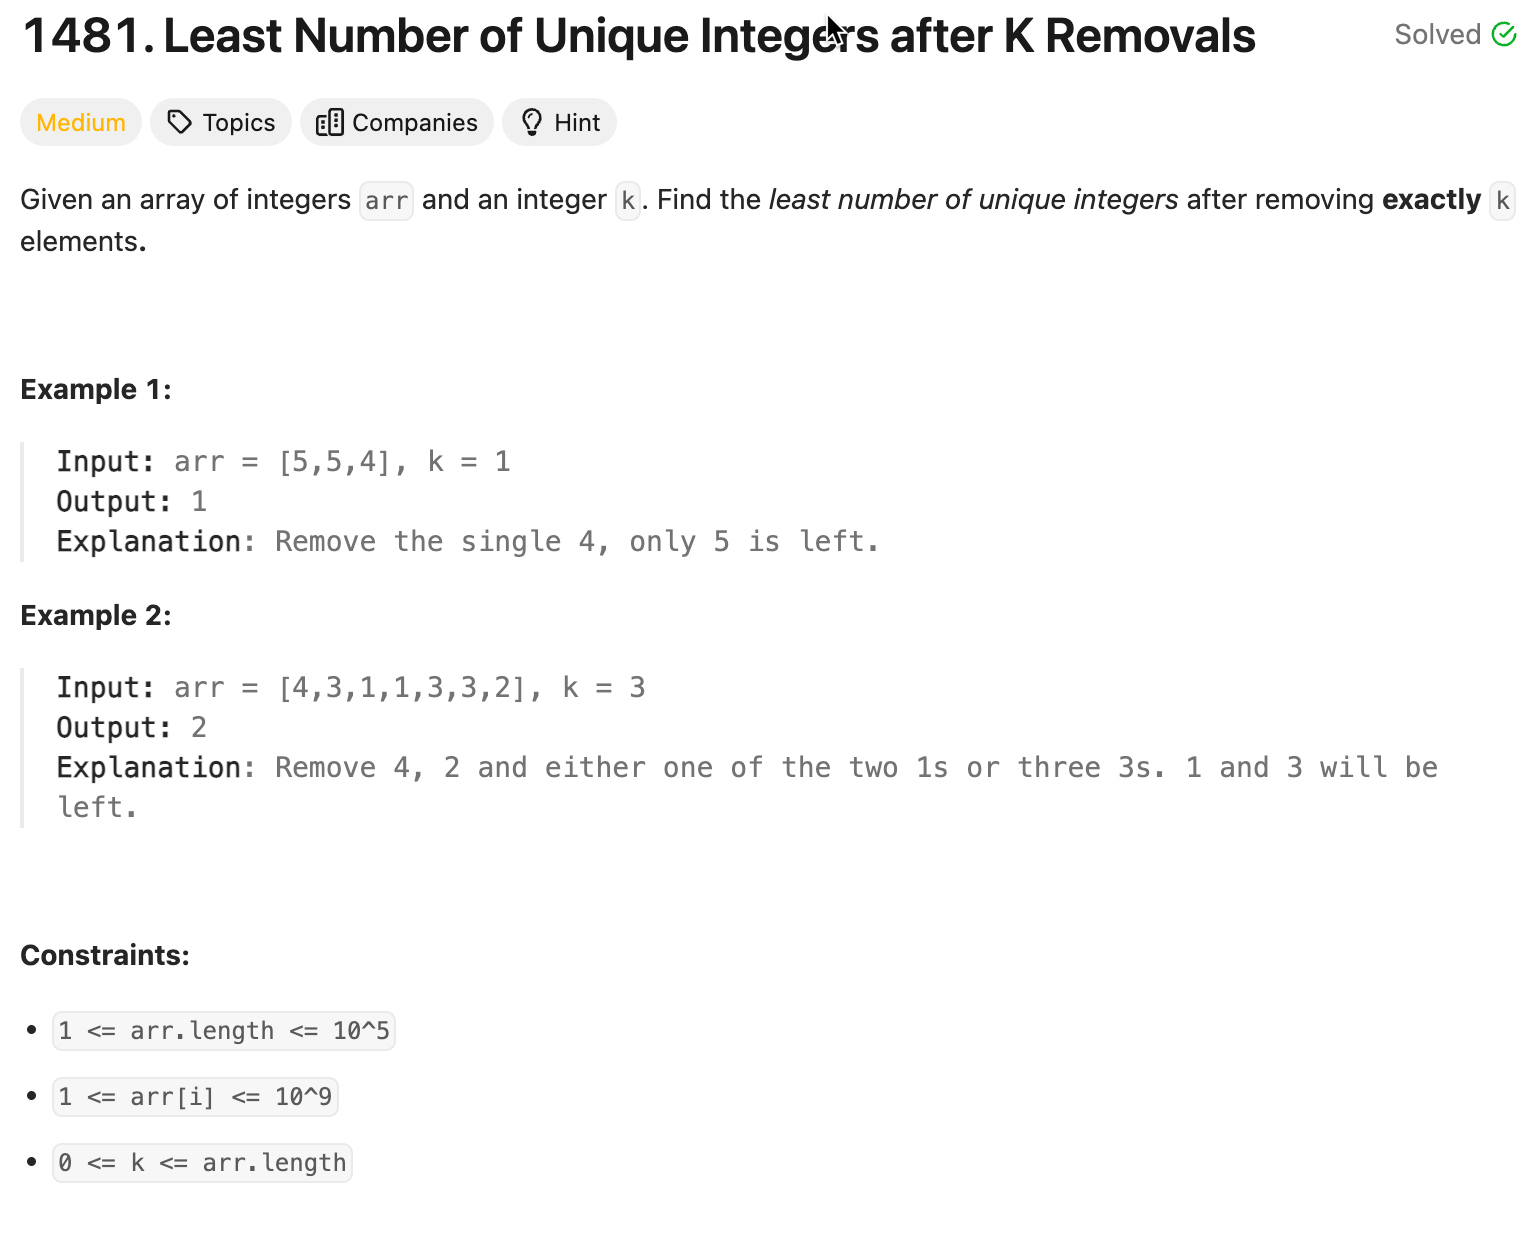 1481. Least Number of Unique Integers after K Removals
Solved
Medium
Topics
Companies
Hint
Given an array of integers arr and an integer k. Find the least number of unique integers after removing exactly k
elements.
Example 1:
Input: arr = [5,5,4], k = 1
Output: 1
Explanation: Remove the single 4, only 5 is left.
Example 2:
Input: arr = [4,3,1,1,3,3,2], k = 3
Output: 2
Explanation: Remove 4, 2 and either one of the two 1s or three 3s. 1 and 3 will be
left.
Constraints:
1 <= arr.length <= 10^5
1 <= arr[i] <= 10^9
0 <= k <= arr.length